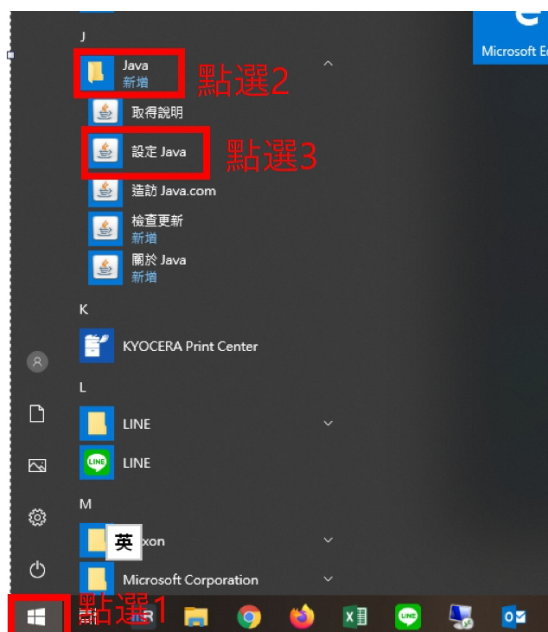 J
Microsoft E
Java
新增
點選2
取得說明
設定 Java
點選3
造訪 Java.com
檢查更新
新增
關於 Java
新增
K
KYOCERA Print Center
L
LINE
LINE
LINE
M
英
xon
Microsoft Corporation
點選1
R
LINE